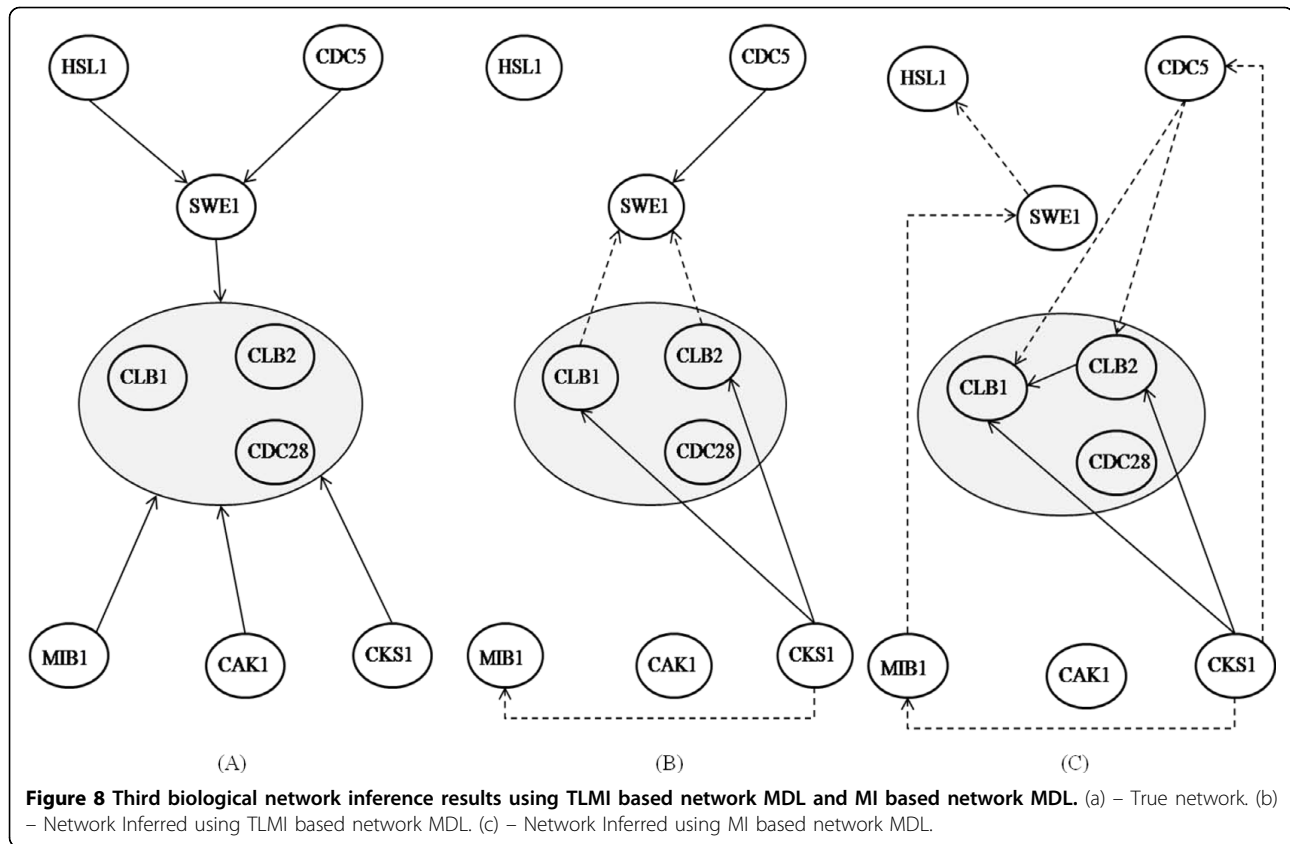 HSL1
CDC5
SWE1
CLB1
CLB2
CDC28
MIB1
CAK1
CKS1
(A)
HSL1
CDC5
SWE1
CLB1
CLB2
CDC28
MIB1
CAK1
CKS1
(B)
HSL1
CDC5
SWE1
CLB1
CLB2
CDC28
MIB1
CAK1
CKS1
(C)
Figure 8 Third biological network inference results using TLMI based network MDL and MI based network MDL. (a) – True network. (b)
– Network Inferred using TLMI based network MDL. (c) – Network Inferred using MI based network MDL.